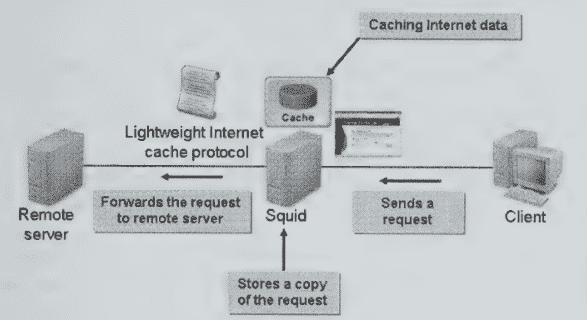 Caching Internet data
Cache
Lightweight Internet
cache protocol
Forwards the request
to remote server
Sends a
request
Remote
server
Squid
Client
Stores a copy
of the request